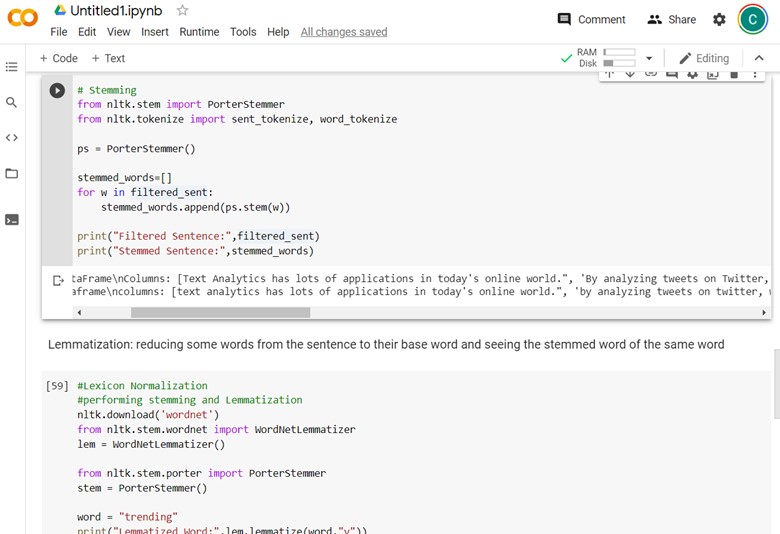 Untitled1.ipynb
File Edit View Insert Runtime Tools Help All changes saved
Comment Share C
+ Code + Text
RAM
Disk
Editing
# Stemming
from nltk.stem import PorterStemmer
from nltk.tokenize import sent_tokenize, word_tokenize
ps = PorterStemmer()
stemmed_words=[]
for w in filtered_sent:
stemmed_words.append(ps.stem(w))
print("Filtered Sentence:",filtered_sent)
print("Stemmed Sentence:",stemmed_words)
taFrame\nColumns: [Text Analytics has lots of applications in today's online world.", 'By analyzing tweets on Twitter,
aframe\ncolumns: [text analytics has lots of applications in today's online world.", 'by analyzing tweets on twitter,
Lemmatization: reducing some words from the sentence to their base word and seeing the stemmed word of the same word
[59] #Lexicon Normalization
#performing stemming and Lemmatization
nltk.download('wordnet')
from nltk.stem.wordnet import WordNetLemmatizer
lem = WordNetLemmatizer()
from nltk.stem.porter import PorterStemmer
stem = PorterStemmer()
word = "trending"
print("Lemmatized Word:",lem.lemmatize(word,"v"))